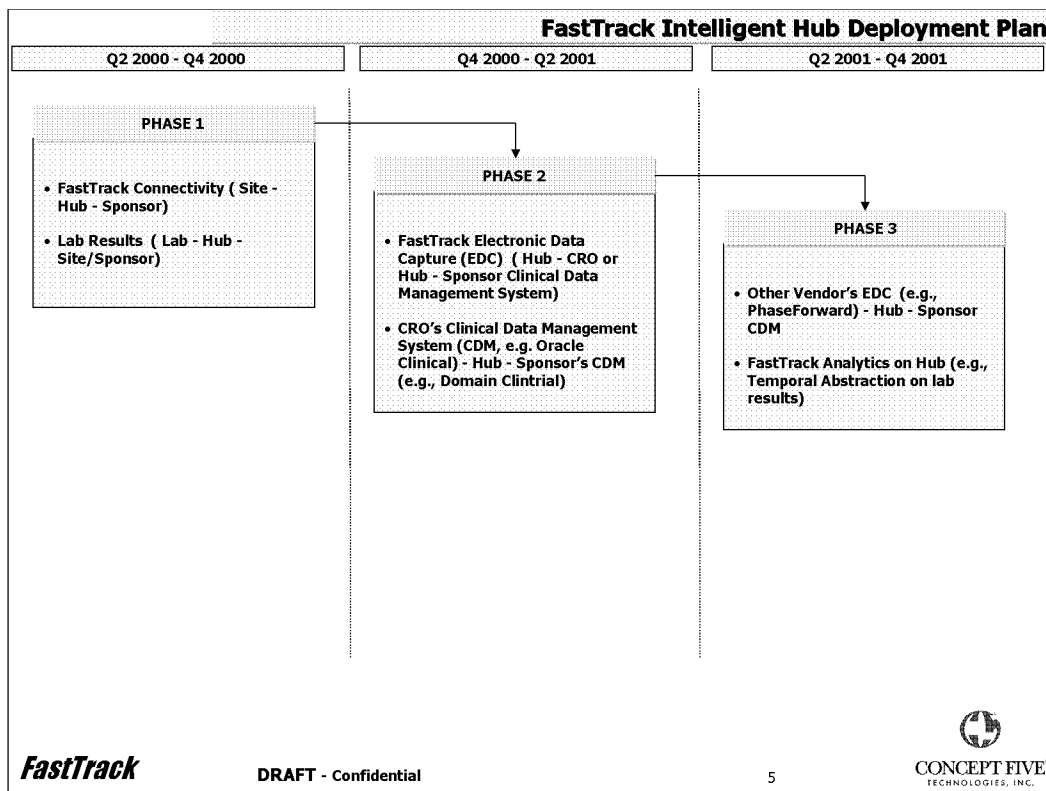 FastTrack Intelligent Hub Deployment Plan
Q2 2000 - Q4 2000
Q4 2000 - Q2 2001
Q2 2001 - Q4 2001
PHASE 1
• FastTrack Connectivity ( Site -
Hub - Sponsor)
• Lab Results ( Lab - Hub -
Site/Sponsor)
PHASE 2
• FastTrack Electronic Data
Capture (EDC) ( Hub - CRO or
Hub - Sponsor Clinical Data
Management System)
• CRO's Clinical Data Management
System (CDM, e.g. Oracle
Clinical) - Hub - Sponsor's CDM
(e.g., Domain Clintrial)
PHASE 3
• Other Vendor's EDC (e.g.,
PhaseForward) - Hub - Sponsor
CDM
• FastTrack Analytics on Hub (e.g.,
Temporal Abstraction on lab
results)
FastTrack
DRAFT - Confidential
5
CONCEPT FIVE
TECHNOLOGIES, INC.